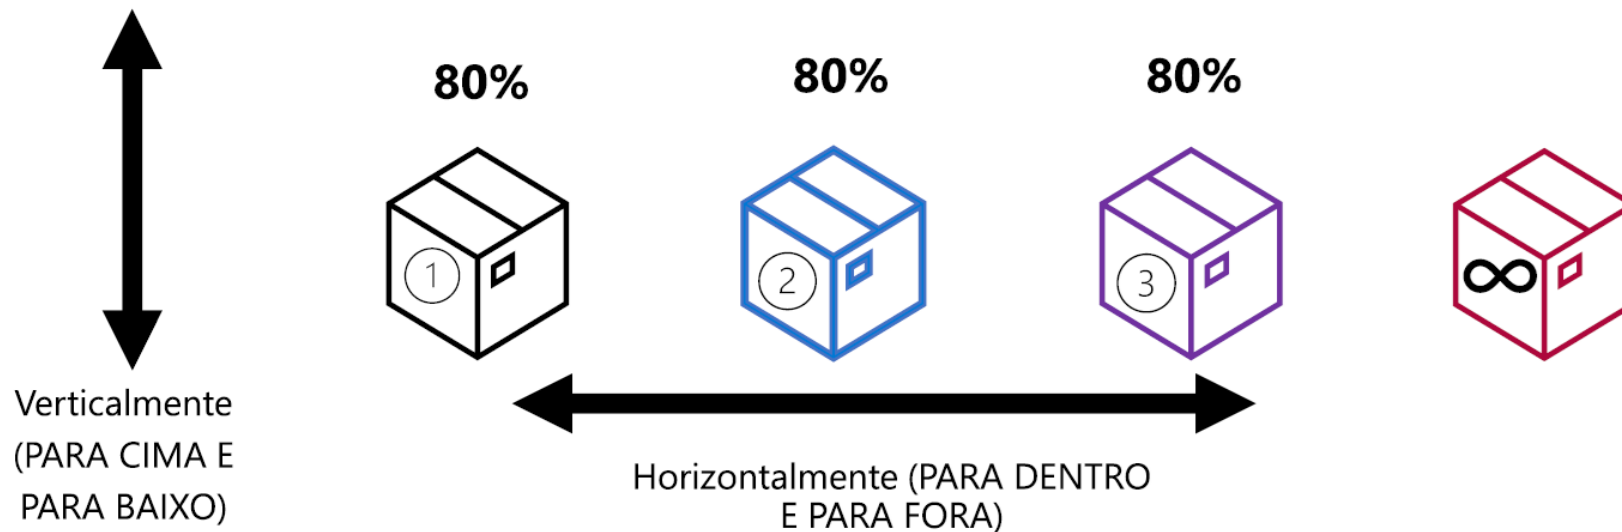 80%
80%
80%
1
2
3
∞
Verticalmente
(PARA CIMA E
PARA BAIXO)
Horizontalmente (PARA DENTRO
E PARA FORA)